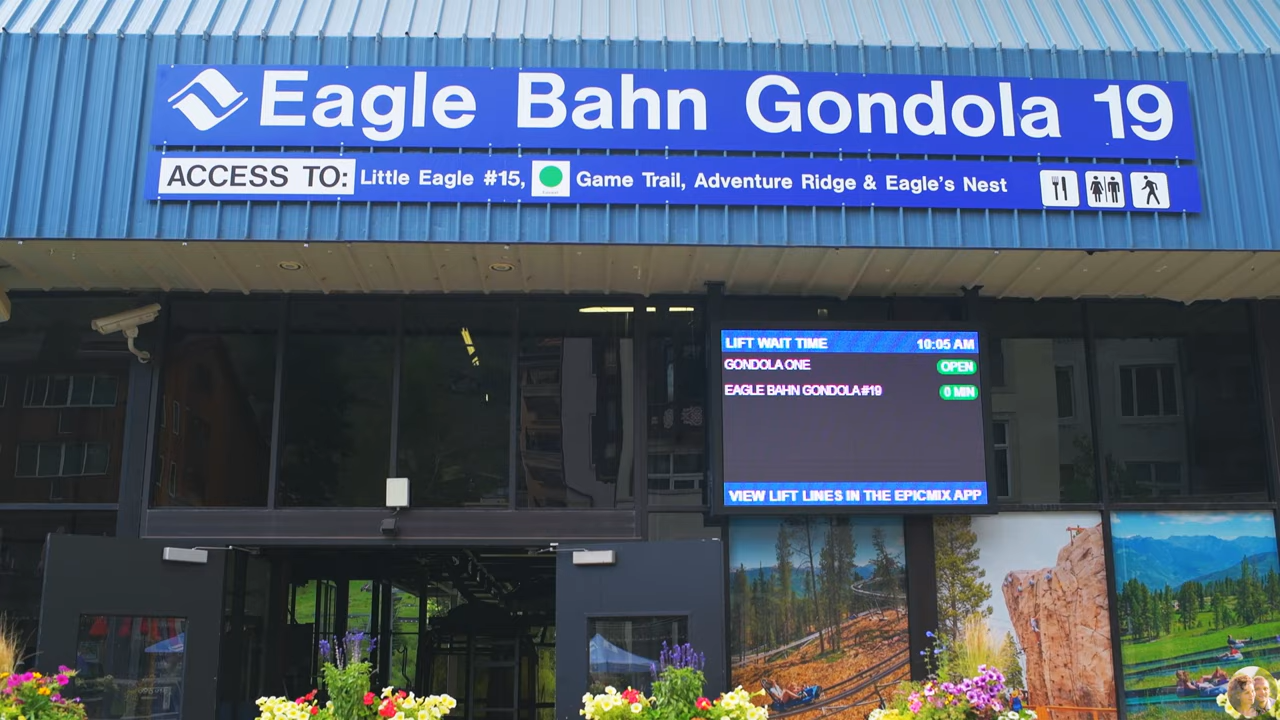 Eagle Bahn Gondola 19
ACCESS TO: Little Eagle #15, Game Trail, Adventure Ridge & Eagle's Nest
LIFT WAIT TIME 10:05 AM
GONDOLA ONE OPEN
EAGLE BAHN GONDOLA #19 0 MIN
VIEW LIFT LINES IN THE EPICMIX APP